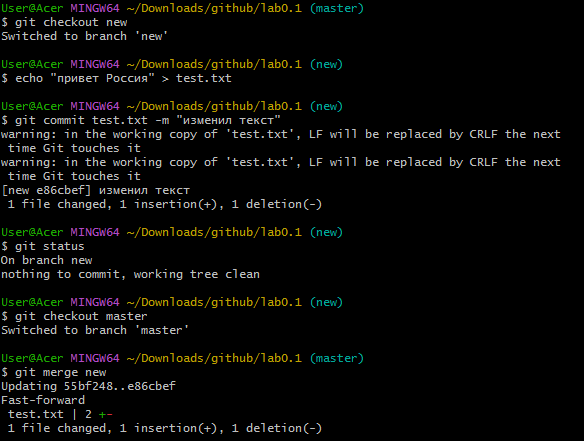 User@Acer MINGW64 ~/Downloads/github/lab0.1 (master)
$ git checkout new
Switched to branch 'new'
User@Acer MINGW64 ~/Downloads/github/lab0.1 (new)
$ echo "привет Россия" > test.txt
User@Acer MINGW64 ~/Downloads/github/lab0.1 (new)
$ git commit test.txt -m "изменил текст"
warning: in the working copy of 'test.txt', LF will be replaced by CRLF the next
 time Git touches it
warning: in the working copy of 'test.txt', LF will be replaced by CRLF the next
 time Git touches it
[new e86cbef] изменил текст
 1 file changed, 1 insertion(+), 1 deletion(-)
User@Acer MINGW64 ~/Downloads/github/lab0.1 (new)
$ git status
On branch new
nothing to commit, working tree clean
User@Acer MINGW64 ~/Downloads/github/lab0.1 (new)
$ git checkout master
Switched to branch 'master'
User@Acer MINGW64 ~/Downloads/github/lab0.1 (master)
$ git merge new
Updating 55bf248..e86cbef
Fast-forward
 test.txt | 2 +-
 1 file changed, 1 insertion(+), 1 deletion(-)